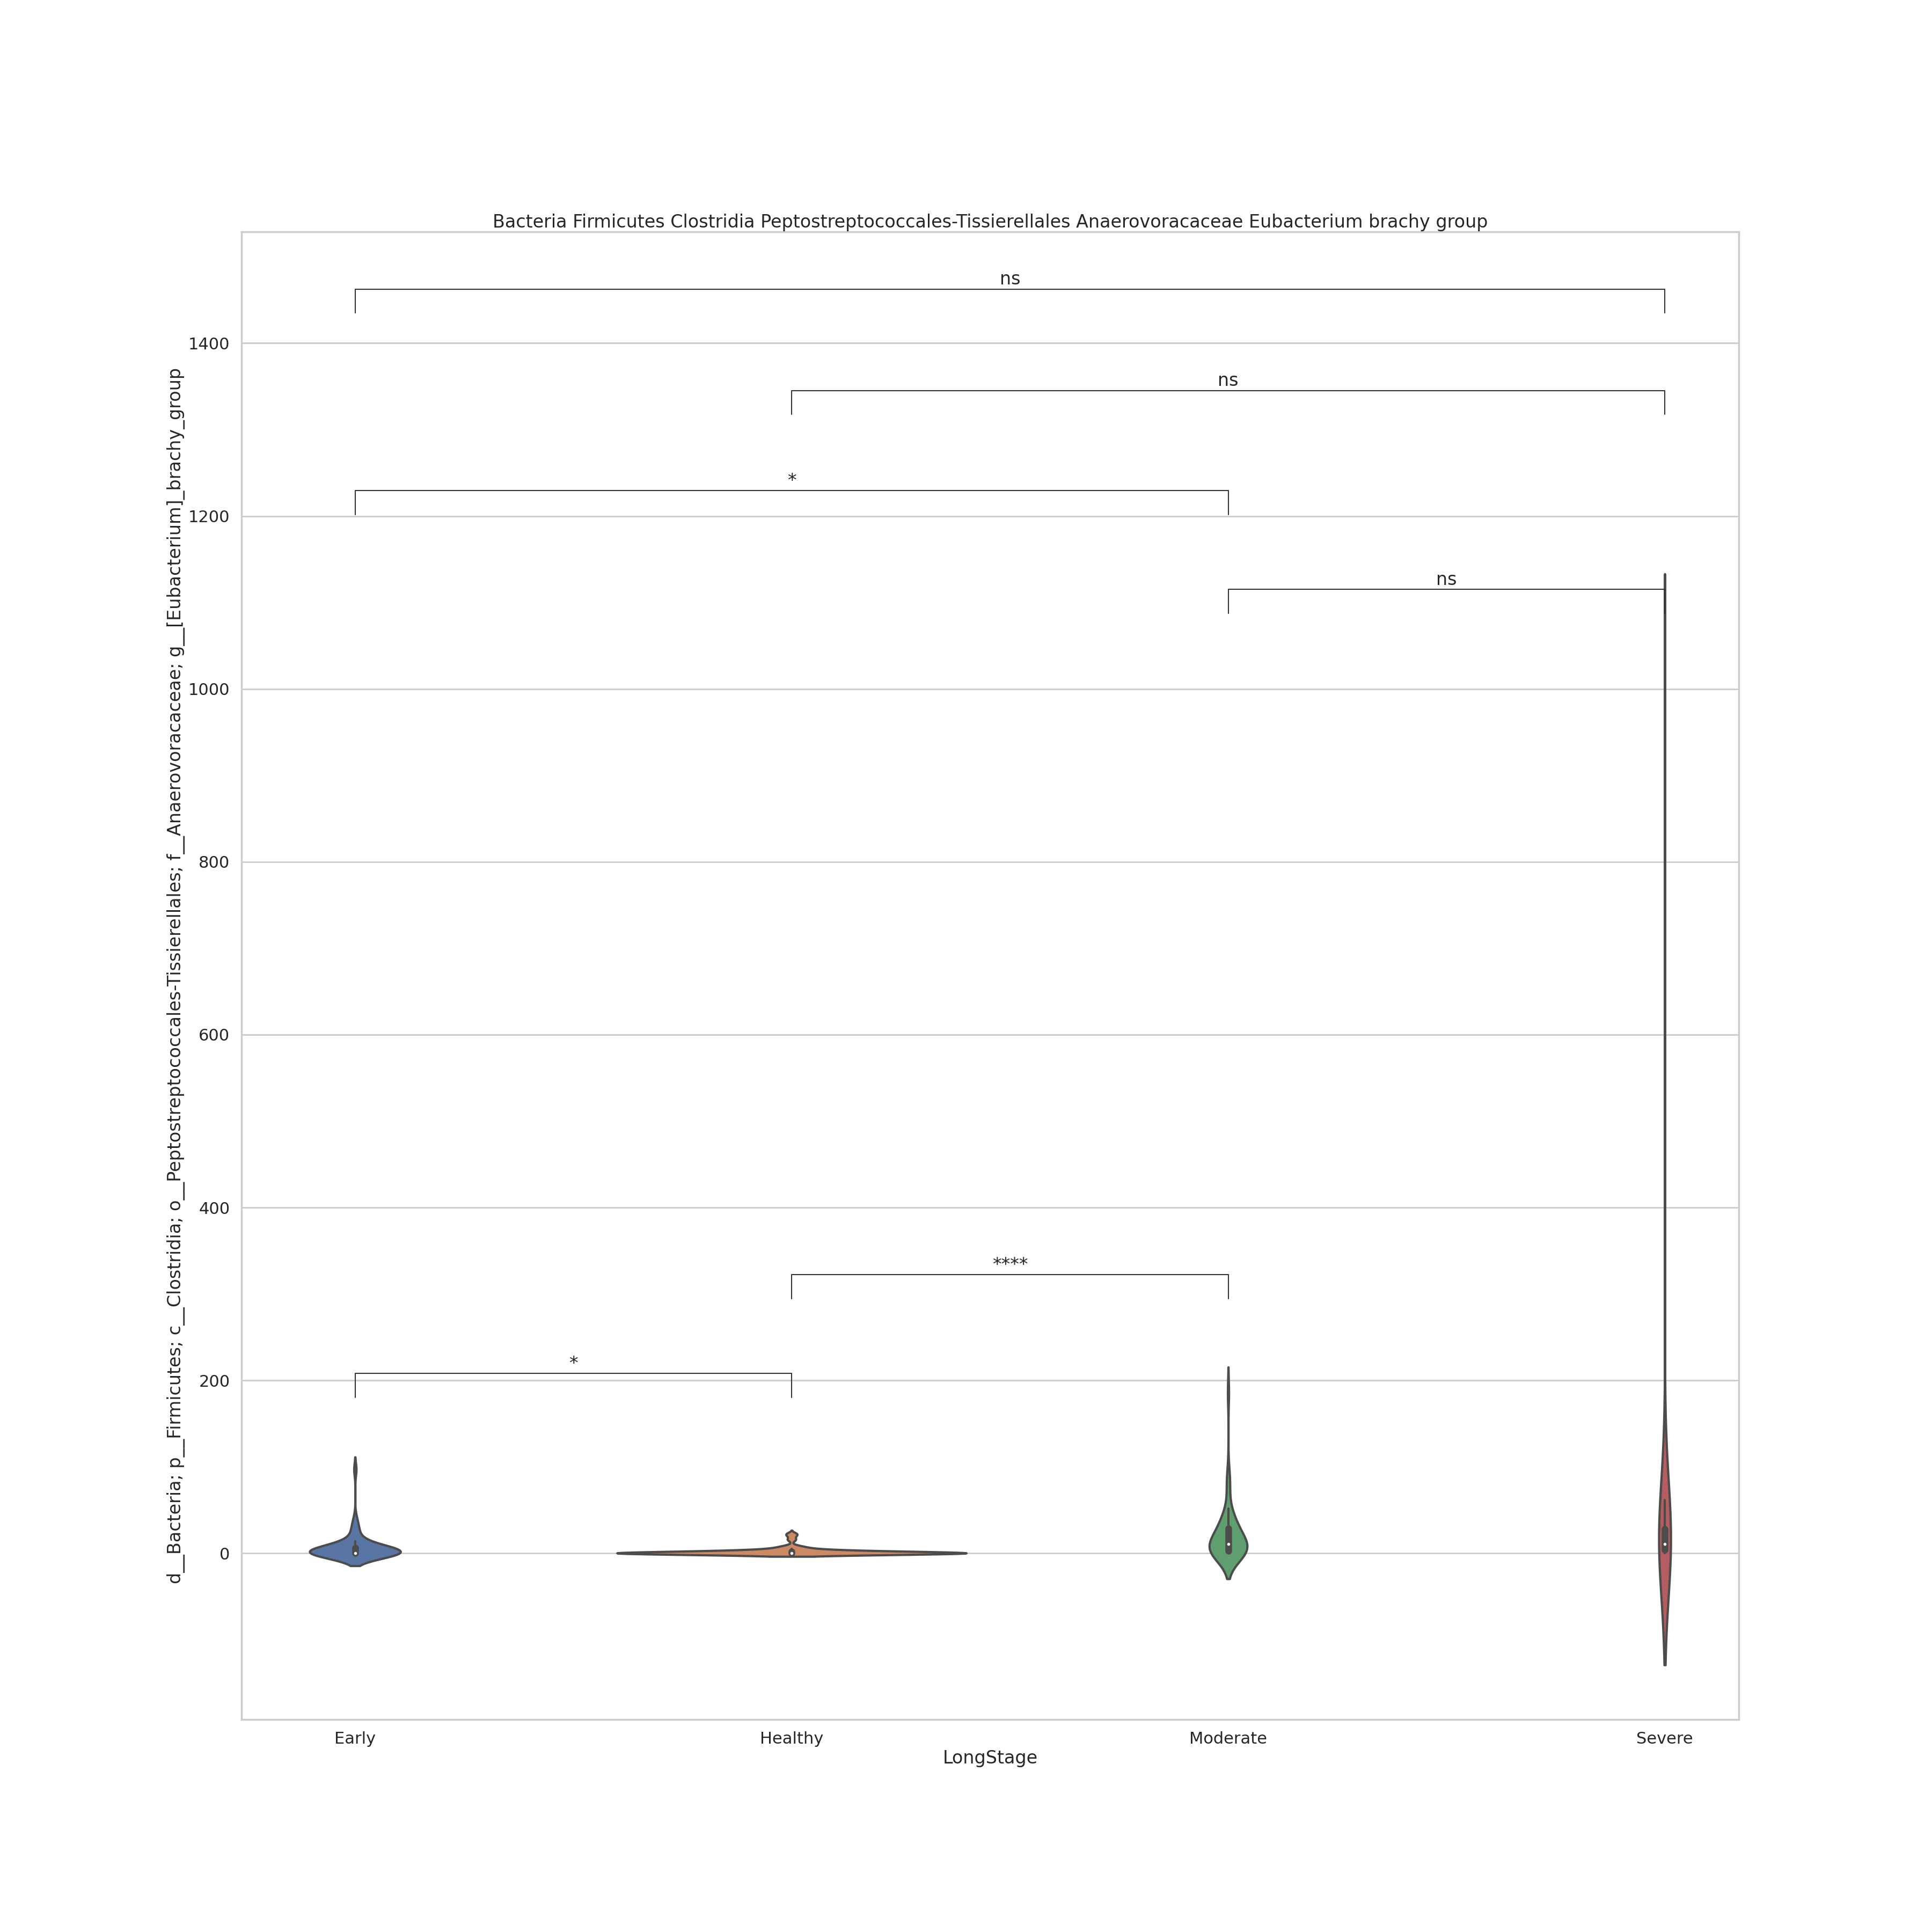 Bacteria Firmicutes Clostridia Peptostreptococcales-Tissierellales Anaerovoracaceae Eubacterium brachy group
d__Bacteria; p__Firmicutes; c__Clostridia; o__Peptostreptococcales-Tissierellales; f__Anaerovoracaceae; g__[Eubacterium]_brachy_group
ns
1400
ns
*
1200
ns
1000
800
600
400
****
*
200
0
Early Healthy Moderate Severe
LongStage